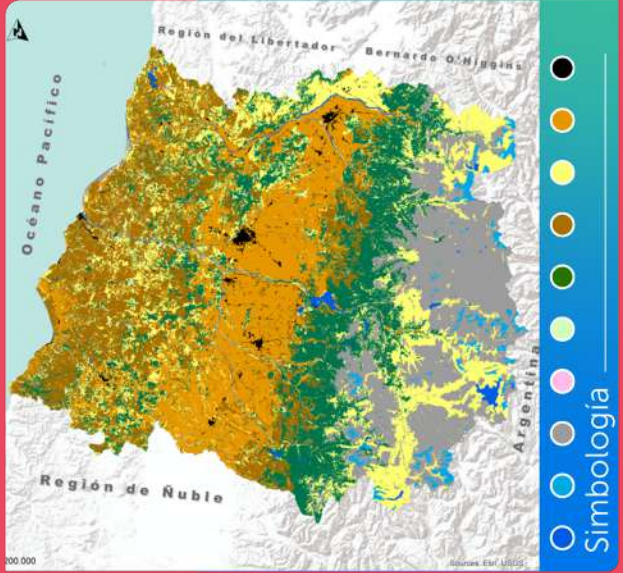 Región del Libertador Bernardo O'Higgins
Océano Pacífico
Argentina
Región de Ñuble
200.000
Sources: Esri, USGS
Simbología